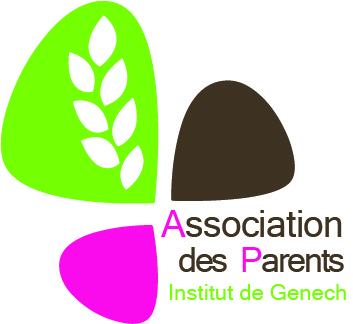 Association
des Parents
Institut de Genech